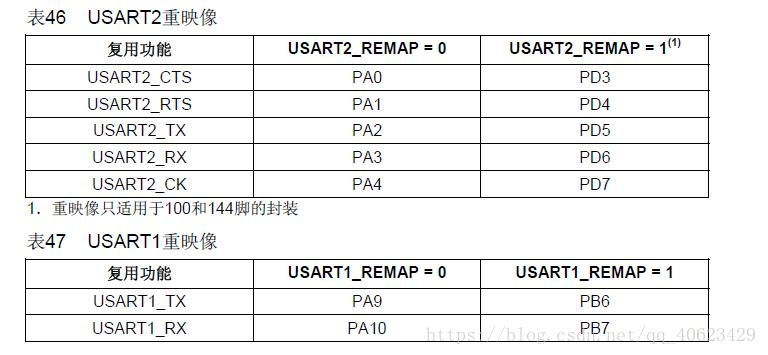 表46 USART2重映像
复用功能 USART2_REMAP = 0 USART2_REMAP = 1(1)
USART2_CTS PA0 PD3
USART2_RTS PA1 PD4
USART2_TX PA2 PD5
USART2_RX PA3 PD6
USART2_CK PA4 PD7
1. 重映像只适用于100和144脚的封装
表47 USART1重映像
复用功能 USART1_REMAP = 0 USART1_REMAP = 1
USART1_TX PA9 PB6
USART1_RX PA10 PB7
https://blog.csdn.net/qq_40623429